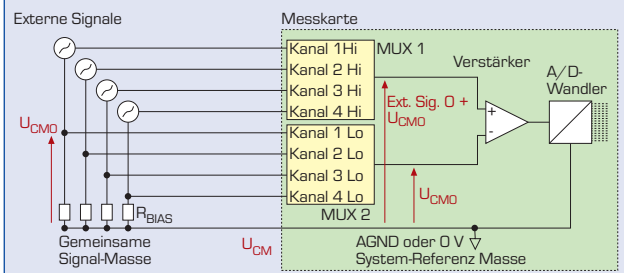 Externe Signale
Messkarte
Kanal 1Hi
MUX 1
Kanal 2 Hi
Kanal 3 Hi
Kanal 4 Hi
Verstärker
A/D-
Wandler
Ext. Sig. 0 +
UCM0
+
-
Kanal 1 Lo
Kanal 2 Lo
Kanal 3 Lo
Kanal 4 Lo
MUX 2
UCM0
UCM0
RBIAS
Gemeinsame
Signal-Masse
UCM
AGND oder 0 V
System-Referenz Masse